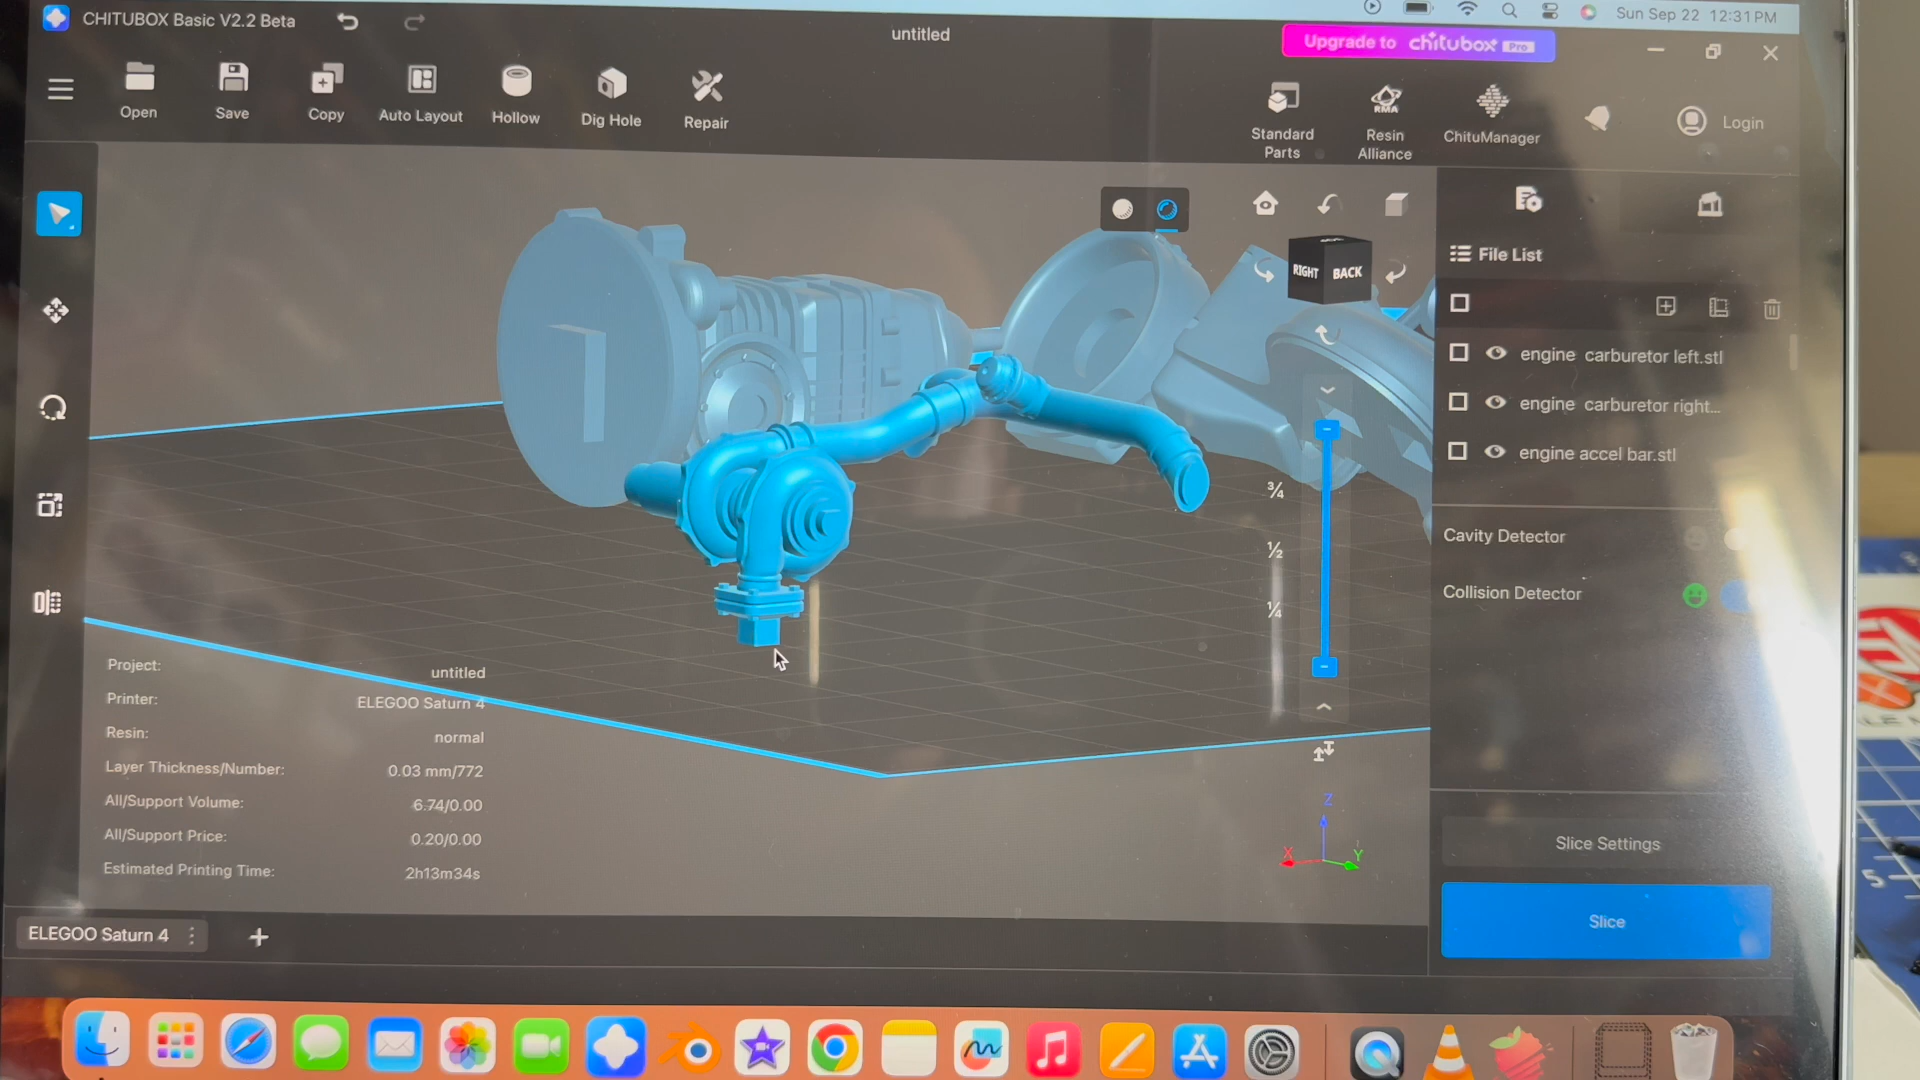 CHITUBOX Basic V2.2 Beta
untitled
Sun Sep 22 12:31PM
Upgrade to chitubox Pro
Open
Save
Copy
Auto Layout
Hollow
Dig Hole
Repair
Standard
Parts
RMA
Resin
Alliance
ChituManager
Login
RIGHT
BACK
File List
engine carburetor left.stl
engine carburetor right...
engine accel bar.stl
Cavity Detector
Collision Detector
3/4
1/2
1/4
Project: untitled
Printer: ELEGOO Saturn 4
Resin: normal
Layer Thickness/Number: 0.03 mm/772
All/Support Volume: 6.74/0.00
All/Support Price: 0.20/0.00
Estimated Printing Time: 2h13m34s
Z
X
Y
Slice Settings
Slice
ELEGOO Saturn 4
5